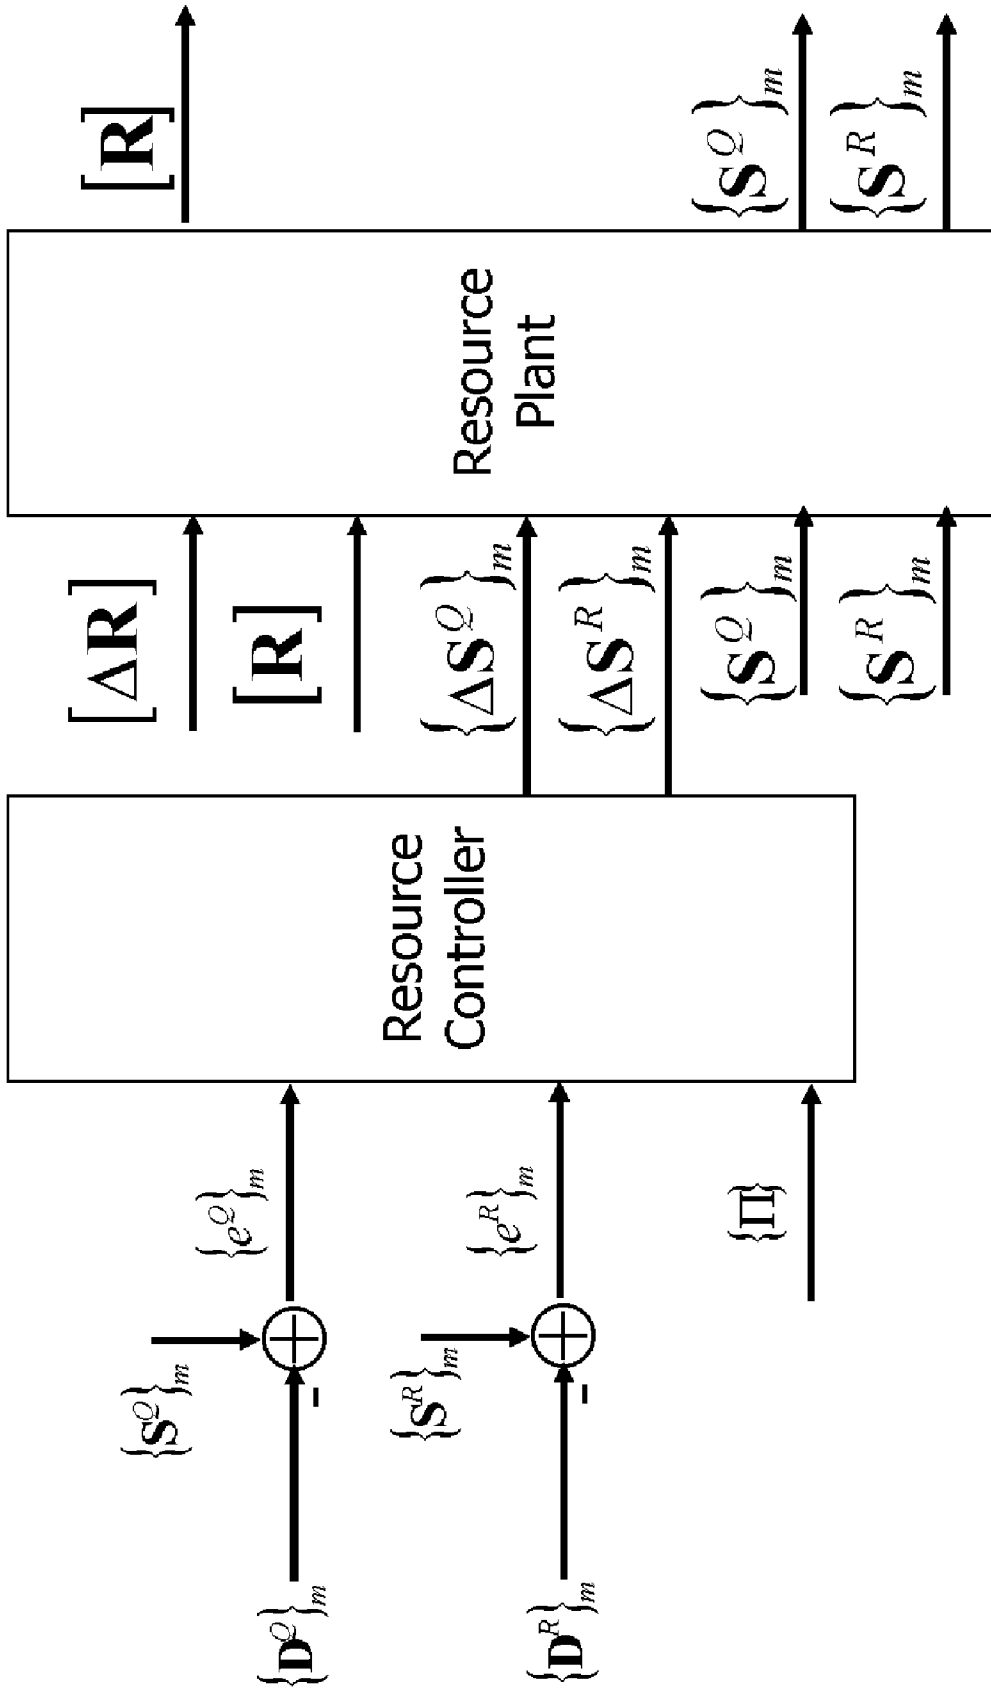 {D^Q}_m
{S^Q}_m
-
{e^Q}_m
{D^R}_m
{S^R}_m
-
{e^R}_m
{Π}
Resource
Controller
[ΔR]
[R]
{ΔS^Q}_m
{ΔS^R}_m
{S^Q}_m
{S^R}_m
Resource
Plant
[R]
{S^Q}_m
{S^R}_m